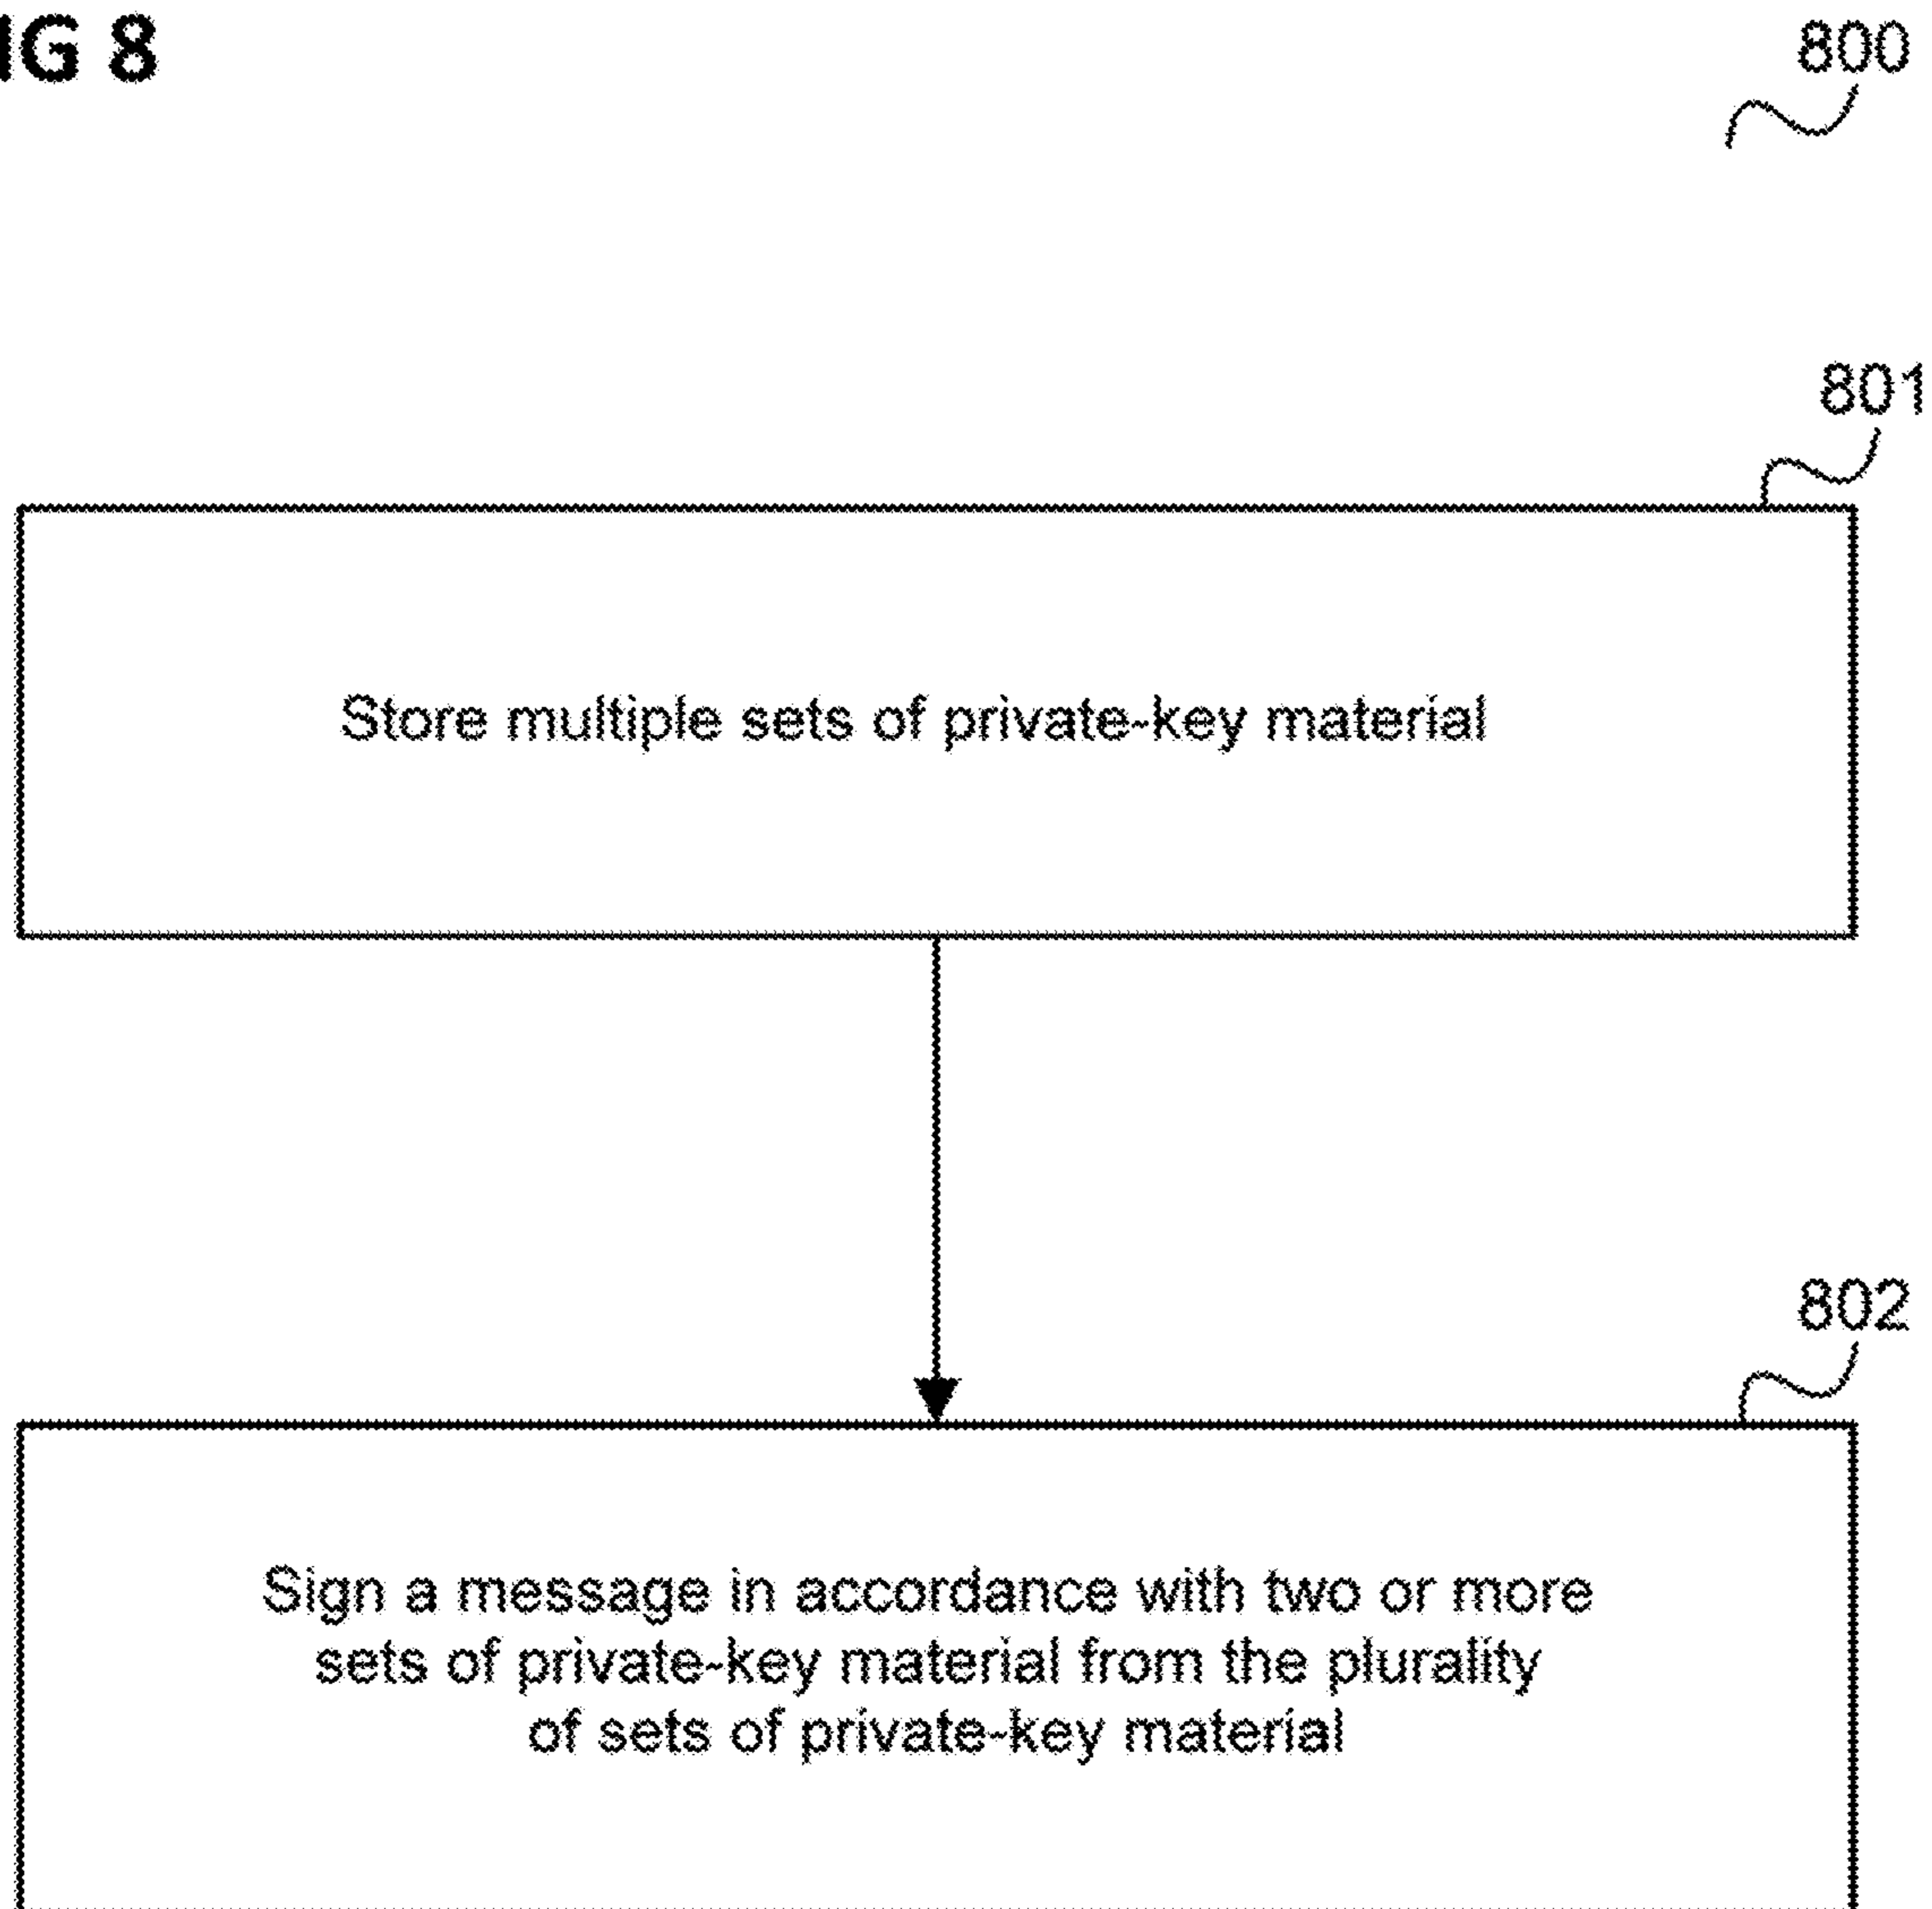 IG 8
800
801
Store multiple sets of private-key material
802
Sign a message in accordance with two or more
sets of private-key material from the plurality
of sets of private-key material